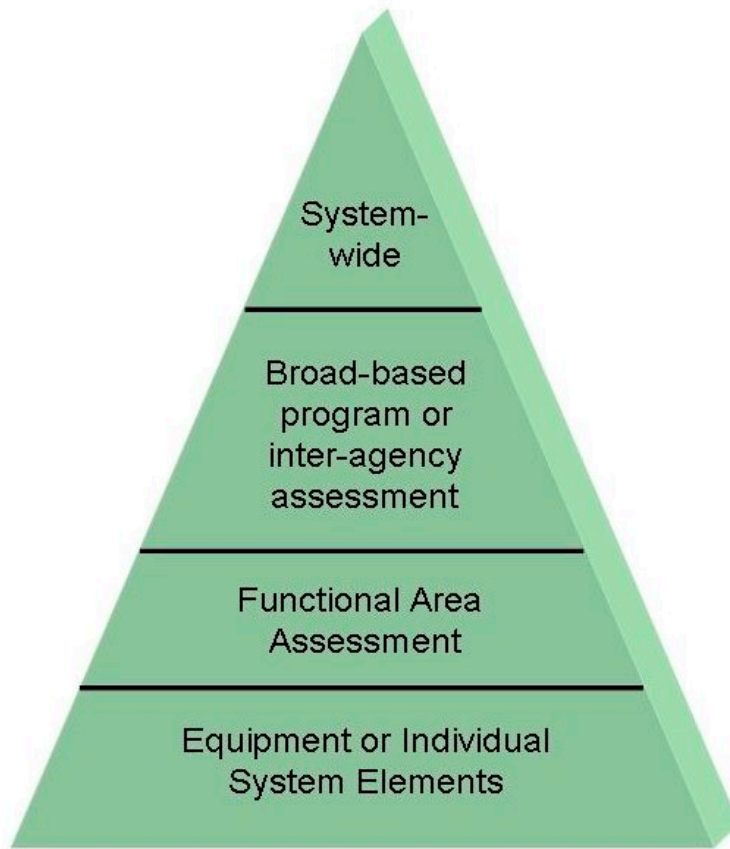 System-
wide
Broad-based
program or
inter-agency
assessment
Functional Area
Assessment
Equipment or Individual
System Elements